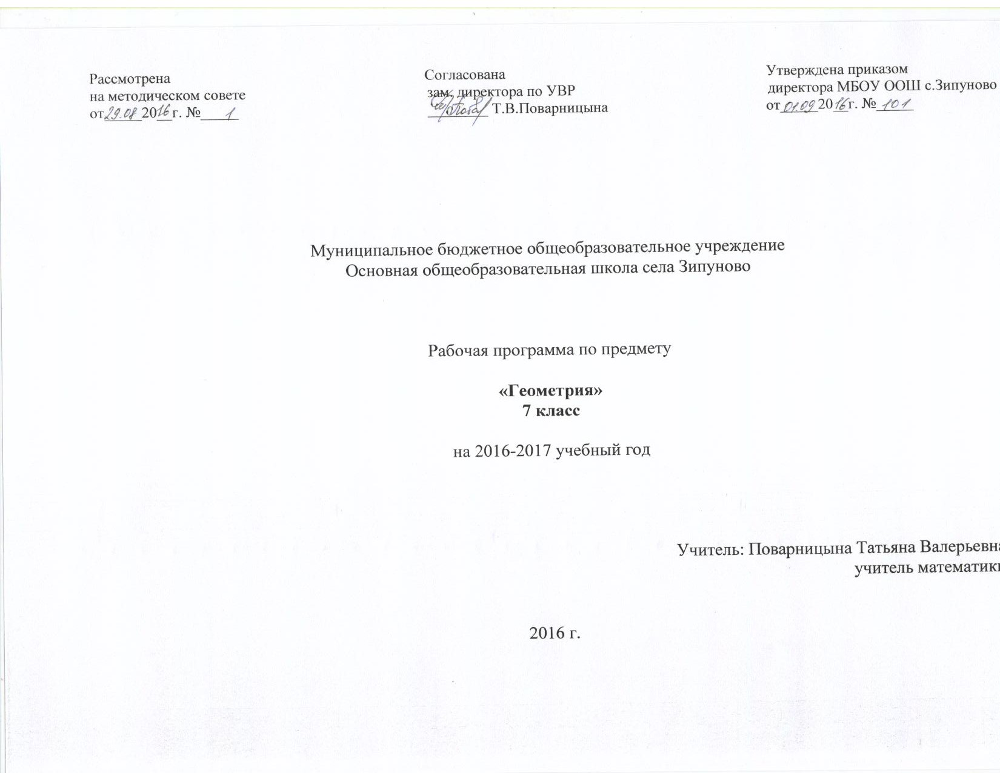 Рассмотрена
на методическом совете
от 29.08 2016 г. № 1
Согласована
зам. директора по УВР
Т.В.Поварницына
Утверждена приказом
директора МБОУ ООШ с.Зипуново
от 01.09 2016 г. № 101
Муниципальное бюджетное общеобразовательное учреждение
Основная общеобразовательная школа села Зипуново
Рабочая программа по предмету
«Геометрия»
7 класс
на 2016-2017 учебный год
Учитель: Поварницына Татьяна Валерьевна
учитель математики
2016 г.